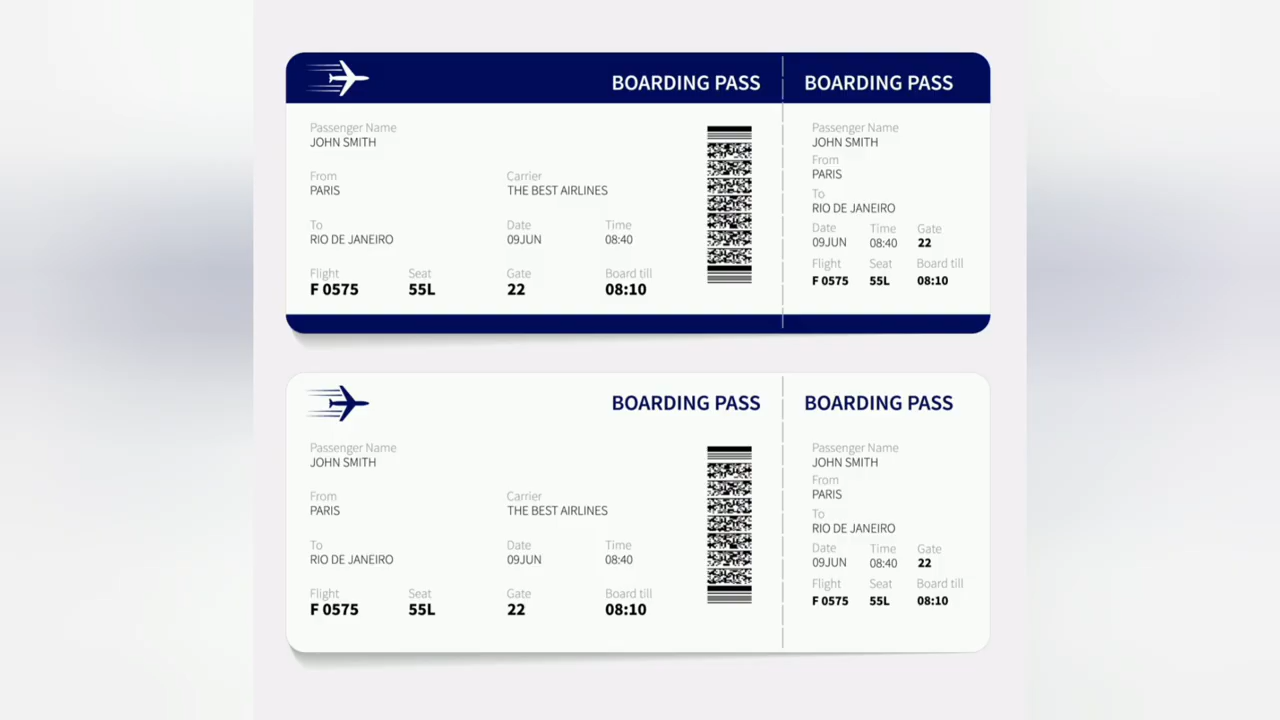 BOARDING PASS
Passenger Name
JOHN SMITH
From Carrier
PARIS THE BEST AIRLINES
To Date Time
RIO DE JANEIRO 09JUN 08:40
Flight Seat Gate Board till
F 0575 55L 22 08:10
BOARDING PASS
Passenger Name
JOHN SMITH
From
PARIS
To
RIO DE JANEIRO
Date Time Gate
09JUN 08:40 22
Flight Seat Board till
F 0575 55L 08:10
BOARDING PASS
Passenger Name
JOHN SMITH
From Carrier
PARIS THE BEST AIRLINES
To Date Time
RIO DE JANEIRO 09JUN 08:40
Flight Seat Gate Board till
F 0575 55L 22 08:10
BOARDING PASS
Passenger Name
JOHN SMITH
From
PARIS
To
RIO DE JANEIRO
Date Time Gate
09JUN 08:40 22
Flight Seat Board till
F 0575 55L 08:10